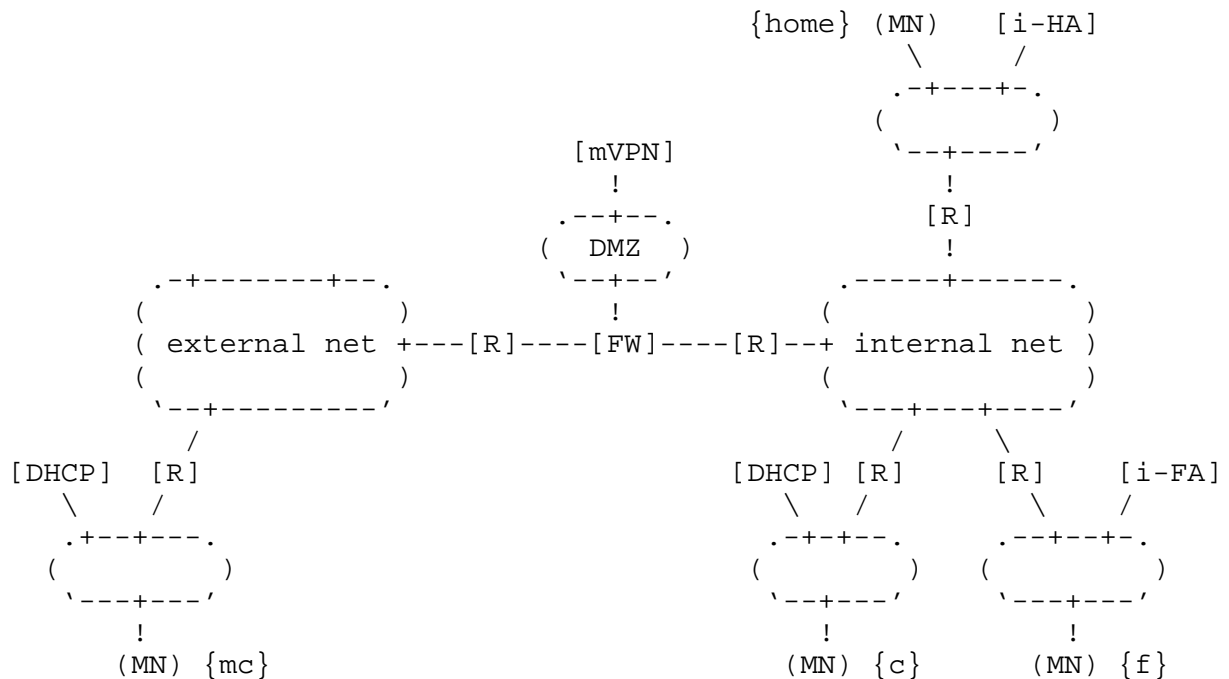 {home} (MN) [i-HA]
[mVPN]
[R]
DMZ
external net [R] [FW] [R] internal net
[DHCP] [R] [DHCP] [R] [R] [i-FA]
(MN) {mc} (MN) {c} (MN) {f}